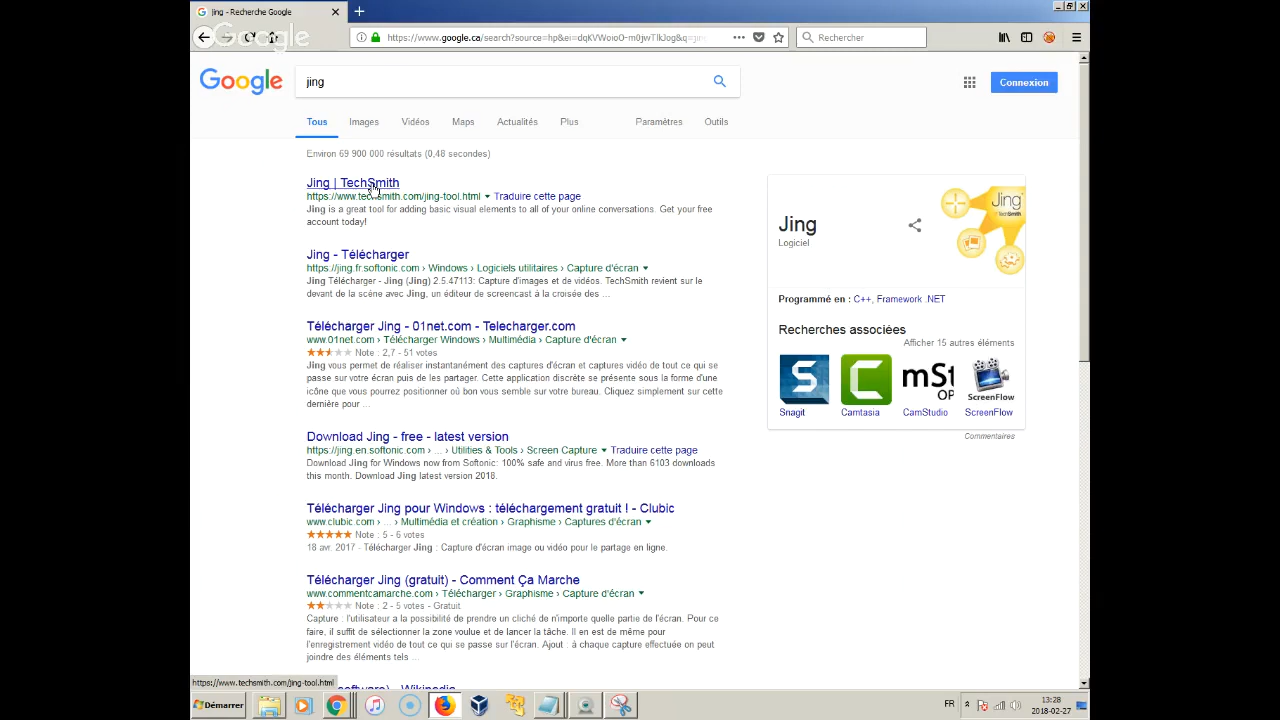 jing - Recherche Google
Google
https://www.google.ca/search?source=hp&ei=dqKVWoioO-m0jwTlkJog&q=jing
Rechercher
Google
jing
Connexion
Tous Images Vidéos Maps Actualités Plus Paramètres Outils
Environ 69 900 000 résultats (0,48 secondes)
Jing | TechSmith
https://www.techsmith.com/jing-tool.html Traduire cette page
Jing is a great tool for adding basic visual elements to all of your online conversations. Get your free
account today!
Jing - Télécharger
https://jing.fr.softonic.com › Windows › Logiciels utilitaires › Capture d'écran
Jing Télécharger - Jing (Jing) 2.5.47113: Capture d'images et de vidéos. TechSmith revient sur le
devant de la scène avec Jing, un éditeur de screencast à la croisée des ...
Télécharger Jing - 01net.com - Telecharger.com
www.01net.com › Télécharger Windows › Multimédia › Capture d'écran
Note : 2,7 - 51 votes
Jing vous permet de réaliser instantanément des captures d'écran et captures vidéo de tout ce qui se
passe sur votre écran puis de les partager. Cette application discrète se présente sous la forme d'une
icône que vous pourrez positionner où bon vous semble sur votre bureau. Cliquez simplement sur cette
dernière pour ...
Download Jing - free - latest version
https://jing.en.softonic.com › ... › Utilities & Tools › Screen Capture Traduire cette page
Download Jing for Windows now from Softonic: 100% safe and virus free. More than 6103 downloads
this month. Download Jing latest version 2018.
Télécharger Jing pour Windows : téléchargement gratuit ! - Clubic
www.clubic.com › ... › Multimédia et création › Graphisme › Captures d'écran
Note : 5 - 6 votes
18 avr. 2017 - Télécharger Jing : Capture d'écran image ou vidéo pour le partage en ligne.
Télécharger Jing (gratuit) - Comment Ça Marche
www.commentcamarche.com › Télécharger › Graphisme › Capture d'écran
Note : 2 - 5 votes - Gratuit
Capture : l'utilisateur a la possibilité de prendre un cliché de n'importe quelle partie de l'écran. Pour ce
faire, il suffit de sélectionner la zone voulue et de lancer la tâche. Il en est de même pour
l'enregistrement vidéo de tout ce qui se passe sur l'écran. Ajout : à chaque capture effectuée on peut
joindre des éléments tels ...
Jing
Logiciel
Jing
TechSmith
Programmé en : C++, Framework .NET
Recherches associées
Afficher 15 autres éléments
S C mSt OP ScreenFlow
Snagit Camtasia CamStudio ScreenFlow
Commentaires
software) - Wikipedia
https://www.techsmith.com/jing-tool.html
Démarrer
FR
13:28
2018-02-27